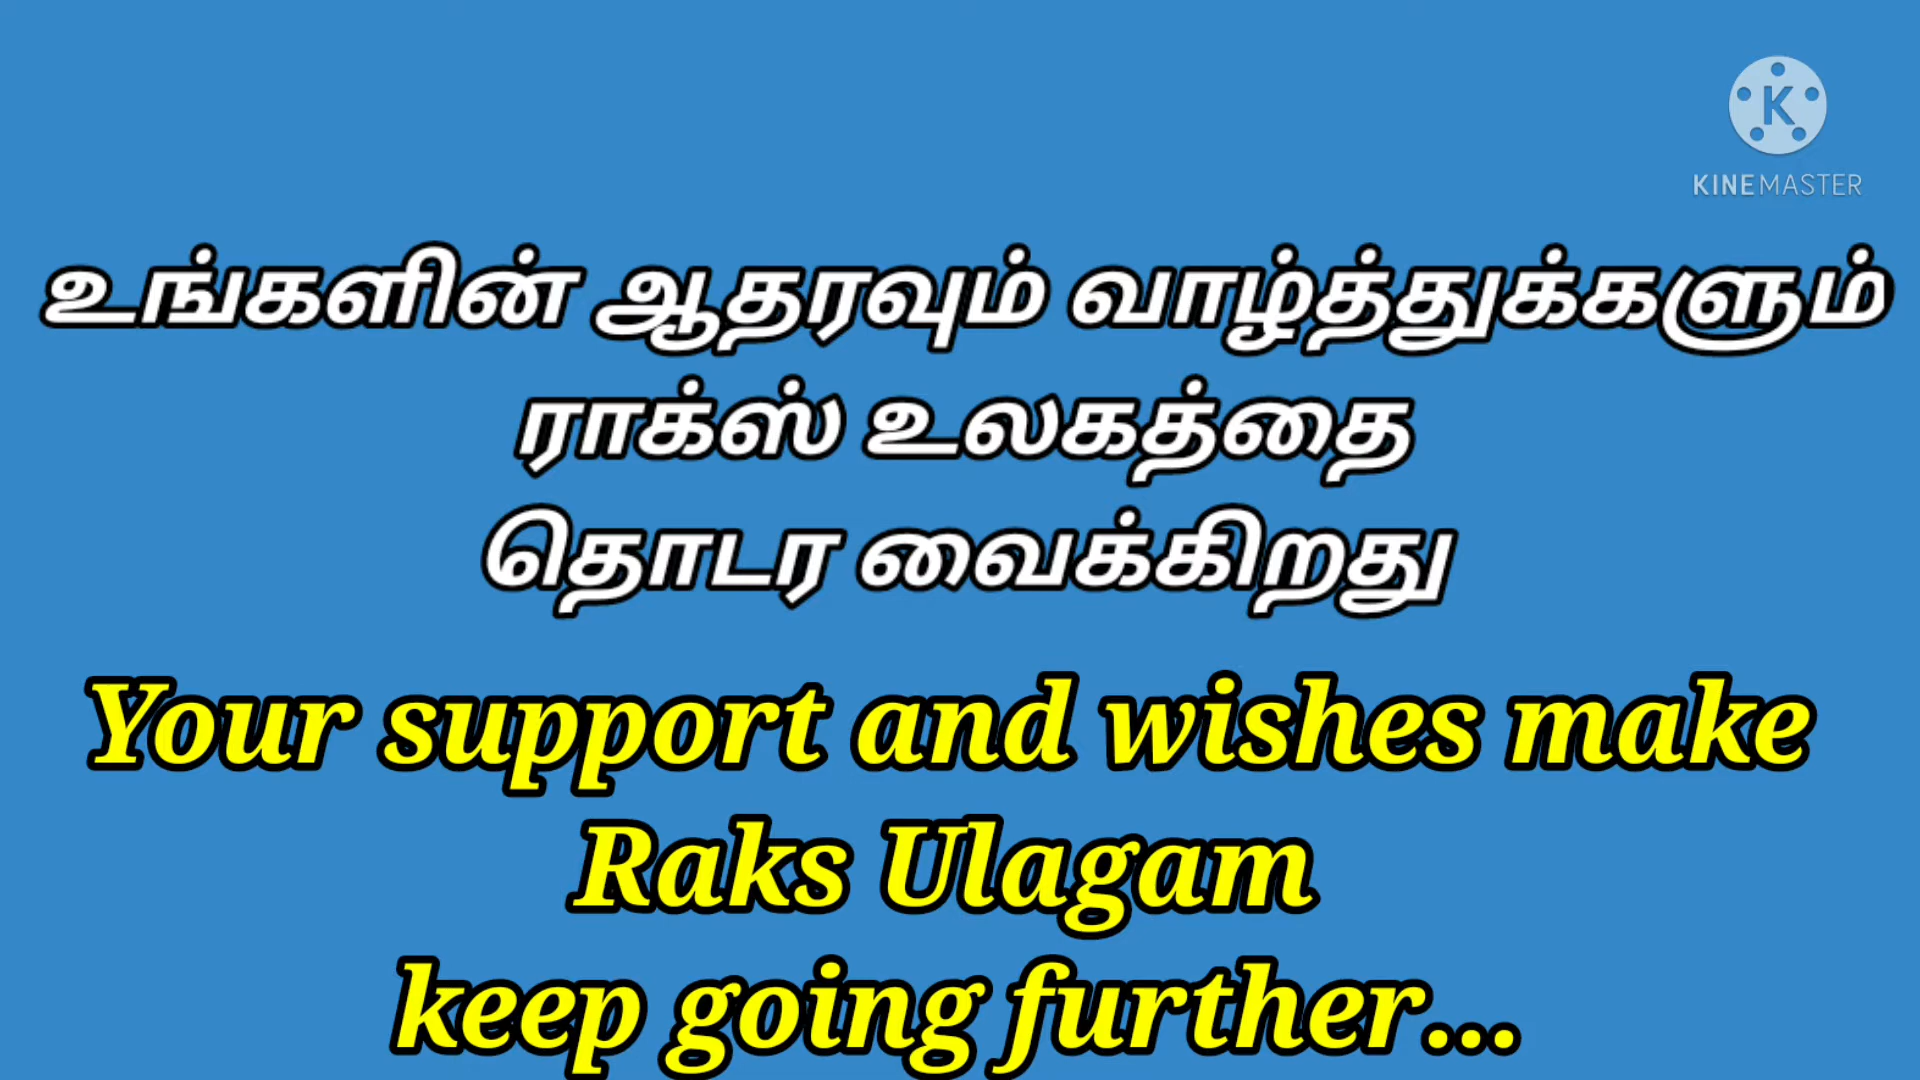 KINEMASTER
உங்களின் ஆதரவும் வாழ்த்துக்களும்
ராக்ஸ் உலகத்தை
தொடர வைக்கிறது
Your support and wishes make
Raks Ulagam
keep going further...